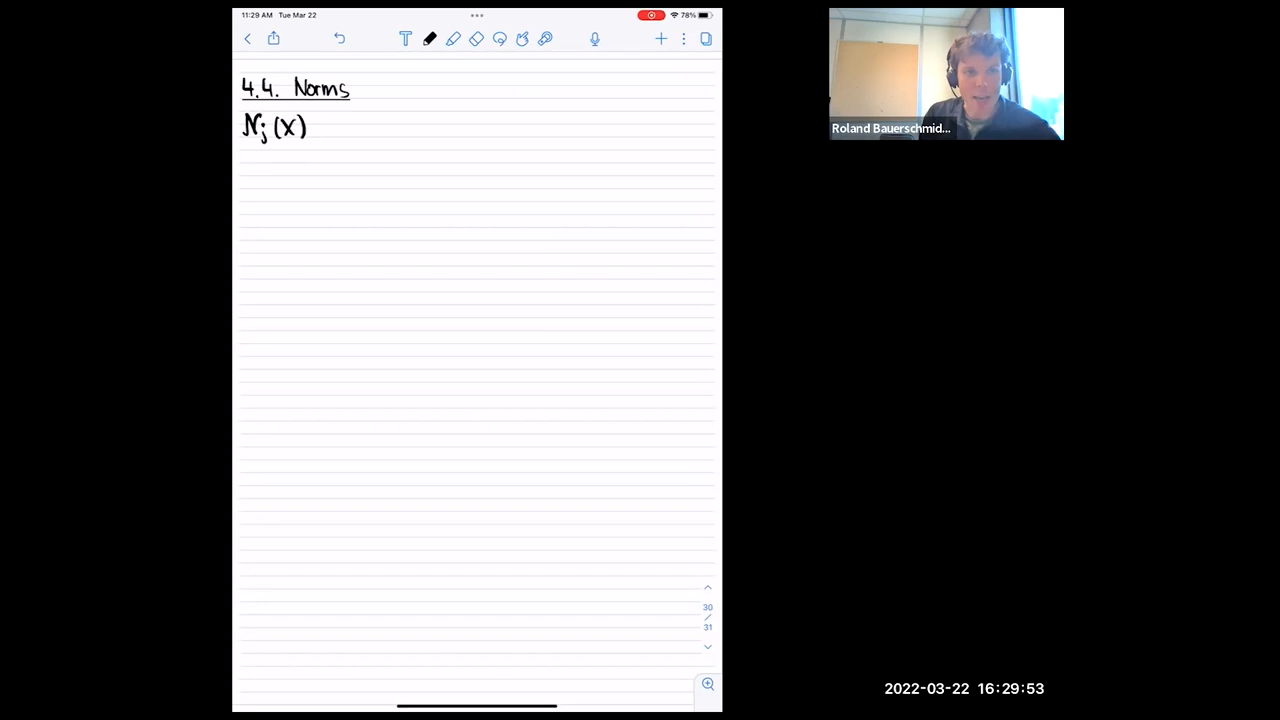 11:29 AM Tue Mar 22
78%
4.4. Norms
𝒩ⱼ(X)
30
/
31
Roland Bauerschmid...
2022-03-22 16:29:53